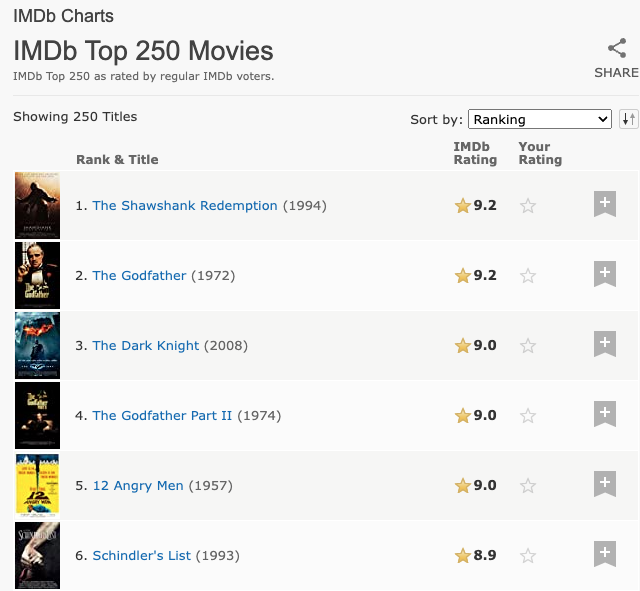 IMDb Charts
IMDb Top 250 Movies
IMDb Top 250 as rated by regular IMDb voters.
SHARE
Showing 250 Titles
Sort by: Ranking
Rank & Title
IMDb Rating
Your Rating
1. The Shawshank Redemption (1994)
9.2
2. The Godfather (1972)
9.2
3. The Dark Knight (2008)
9.0
4. The Godfather Part II (1974)
9.0
5. 12 Angry Men (1957)
9.0
6. Schindler's List (1993)
8.9